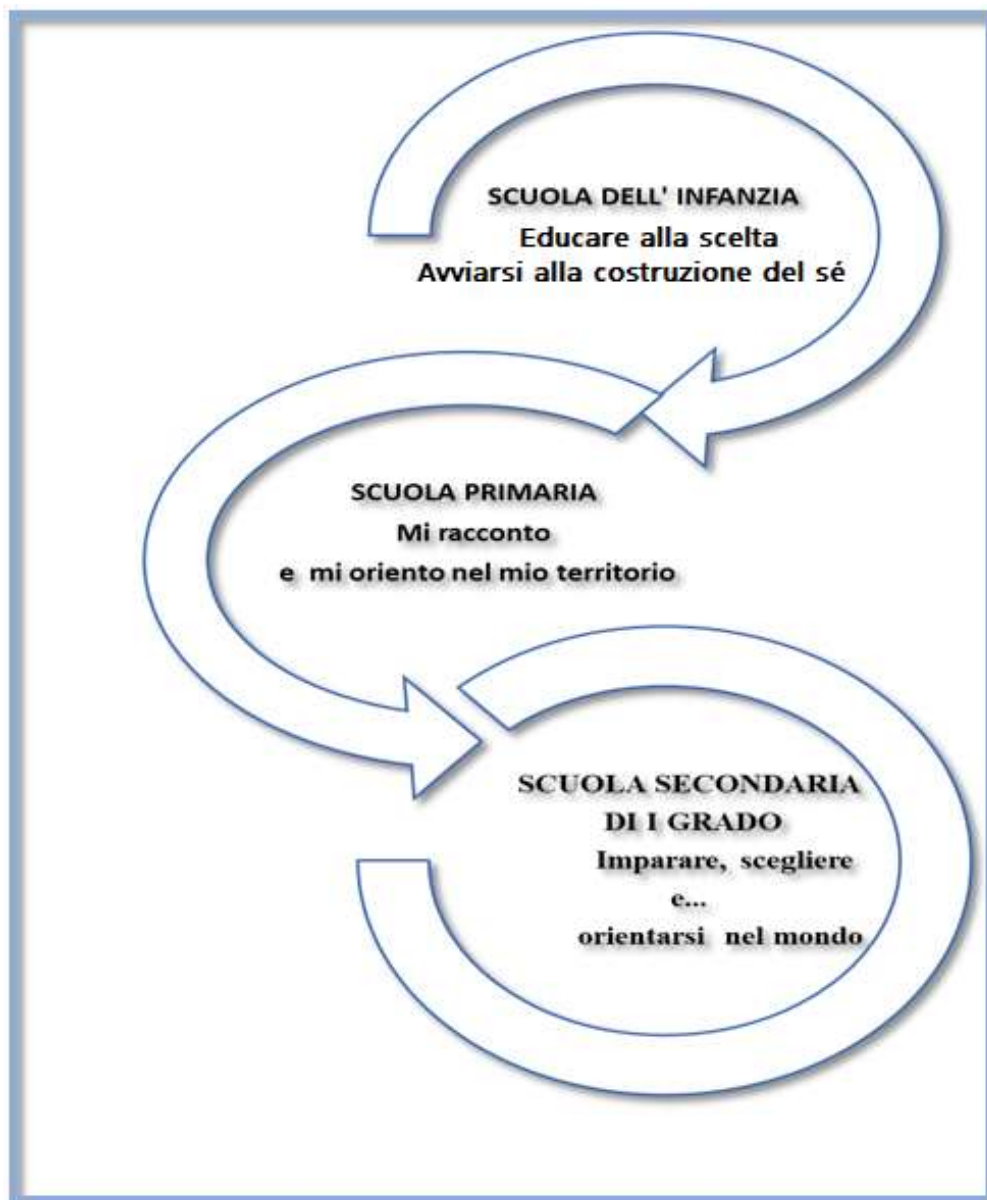 SCUOLA DELL' INFANZIA
Educare alla scelta
Avviarsi alla costruzione del sé
SCUOLA PRIMARIA
Mi racconto
e mi oriento nel mio territorio
SCUOLA SECONDARIA
DI I GRADO
Imparare, scegliere
e...
orientarsi nel mondo